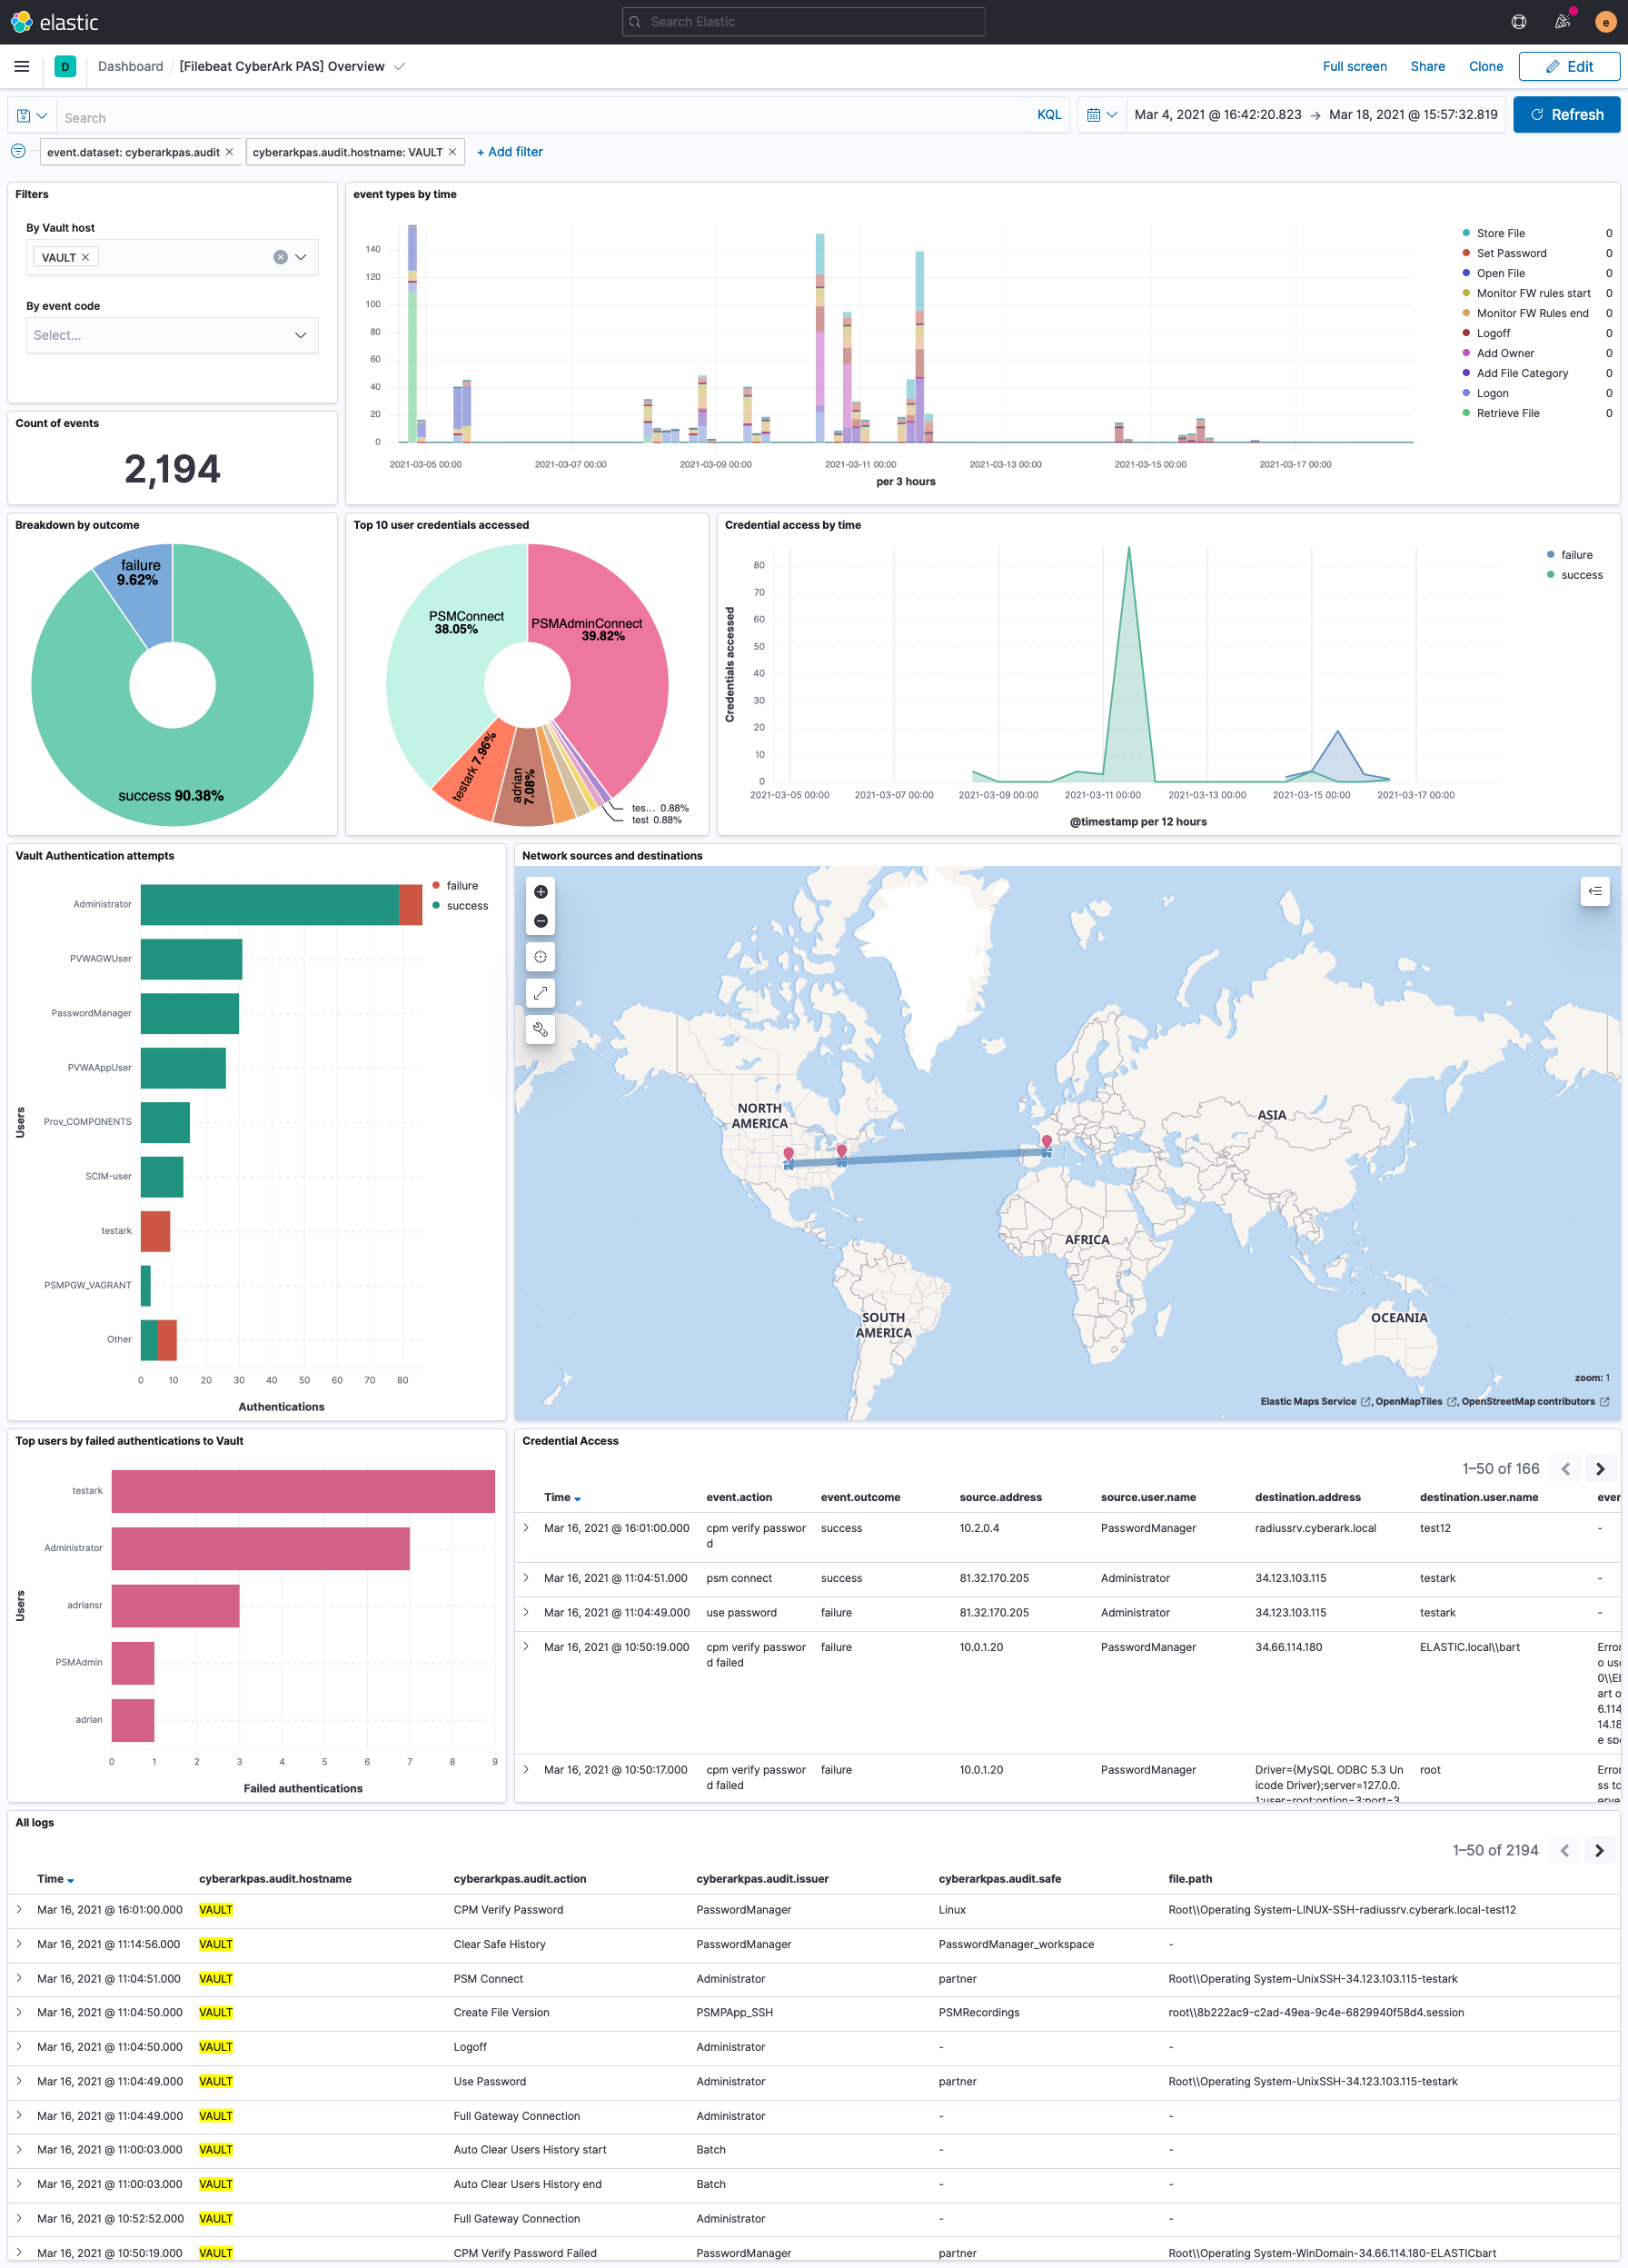 elastic
Search Elastic
e
D
Dashboard / [Filebeat CyberArk PAS] Overview
Full screen
Share
Clone
Edit
Search
KQL
Mar 4, 2021 @ 16:42:20.823 → Mar 18, 2021 @ 15:57:32.819
Refresh
event.dataset: cyberarkpas.audit ×
cyberarkpas.audit.hostname: VAULT ×
+ Add filter
Filters
By Vault host
VAULT ×
By event code
Select...
Count of events
2,194
event types by time
140
120
100
80
60
40
20
0
2021-03-05 00:00
2021-03-07 00:00
2021-03-09 00:00
2021-03-11 00:00
2021-03-13 00:00
2021-03-15 00:00
2021-03-17 00:00
per 3 hours
Store File 0
Set Password 0
Open File 0
Monitor FW rules start 0
Monitor FW Rules end 0
Logoff 0
Add Owner 0
Add File Category 0
Logon 0
Retrieve File 0
Breakdown by outcome
failure
9.62%
success 90.38%
Top 10 user credentials accessed
PSMConnect
38.05%
PSMAdminConnect
39.82%
testark 7.96%
adrian
7.08%
tes... 0.88%
test 0.88%
Credential access by time
Credentials accessed
80
70
60
50
40
30
20
10
0
2021-03-05 00:00
2021-03-07 00:00
2021-03-09 00:00
2021-03-11 00:00
2021-03-13 00:00
2021-03-15 00:00
2021-03-17 00:00
@timestamp per 12 hours
failure
success
Vault Authentication attempts
Users
Administrator
PVWAGWUser
PasswordManager
PVWAAppUser
Prov_COMPONENTS
SCIM-user
testark
PSMPGW_VAGRANT
Other
0 10 20 30 40 50 60 70 80
Authentications
failure
success
Network sources and destinations
NORTH
AMERICA
ASIA
AFRICA
SOUTH
AMERICA
OCEANIA
zoom: 1
Elastic Maps Service , OpenMapTiles , OpenStreetMap contributors
Top users by failed authentications to Vault
Users
testark
Administrator
adriansr
PSMAdmin
adrian
0 1 2 3 4 5 6 7 8 9
Failed authentications
Credential Access
1–50 of 166
Time event.action event.outcome source.address source.user.name destination.address destination.user.name ever
Mar 16, 2021 @ 16:01:00.000 cpm verify passwor success 10.2.0.4 PasswordManager radiussrv.cyberark.local test12 -
d
Mar 16, 2021 @ 11:04:51.000 psm connect success 81.32.170.205 Administrator 34.123.103.115 testark -
Mar 16, 2021 @ 11:04:49.000 use password failure 81.32.170.205 Administrator 34.123.103.115 testark -
Mar 16, 2021 @ 10:50:19.000 cpm verify passwor failure 10.0.1.20 PasswordManager 34.66.114.180 ELASTIC.local\\bart Error
d failed o use
0\\El
art o
6.114
14.18
e spe
Mar 16, 2021 @ 10:50:17.000 cpm verify passwor failure 10.0.1.20 PasswordManager Driver={MySQL ODBC 5.3 Un root Error
d failed icode Driver};server=127.0.0. ss to
1;user=root;option=3;port=3 erve
All logs
1–50 of 2194
Time cyberarkpas.audit.hostname cyberarkpas.audit.action cyberarkpas.audit.issuer cyberarkpas.audit.safe file.path
Mar 16, 2021 @ 16:01:00.000 VAULT CPM Verify Password PasswordManager Linux Root\\Operating System-LINUX-SSH-radiussrv.cyberark.local-test12
Mar 16, 2021 @ 11:14:56.000 VAULT Clear Safe History PasswordManager PasswordManager_workspace -
Mar 16, 2021 @ 11:04:51.000 VAULT PSM Connect Administrator partner Root\\Operating System-UnixSSH-34.123.103.115-testark
Mar 16, 2021 @ 11:04:50.000 VAULT Create File Version PSMPApp_SSH PSMRecordings root\\8b222ac9-c2ad-49ea-9c4e-6829940f58d4.session
Mar 16, 2021 @ 11:04:50.000 VAULT Logoff Administrator - -
Mar 16, 2021 @ 11:04:49.000 VAULT Use Password Administrator partner Root\\Operating System-UnixSSH-34.123.103.115-testark
Mar 16, 2021 @ 11:04:49.000 VAULT Full Gateway Connection Administrator - -
Mar 16, 2021 @ 11:00:03.000 VAULT Auto Clear Users History start Batch - -
Mar 16, 2021 @ 11:00:03.000 VAULT Auto Clear Users History end Batch - -
Mar 16, 2021 @ 10:52:52.000 VAULT Full Gateway Connection Administrator - -
Mar 16, 2021 @ 10:50:19.000 VAULT CPM Verify Password Failed PasswordManager partner Root\\Operating System-WinDomain-34.66.114.180-ELASTICbart